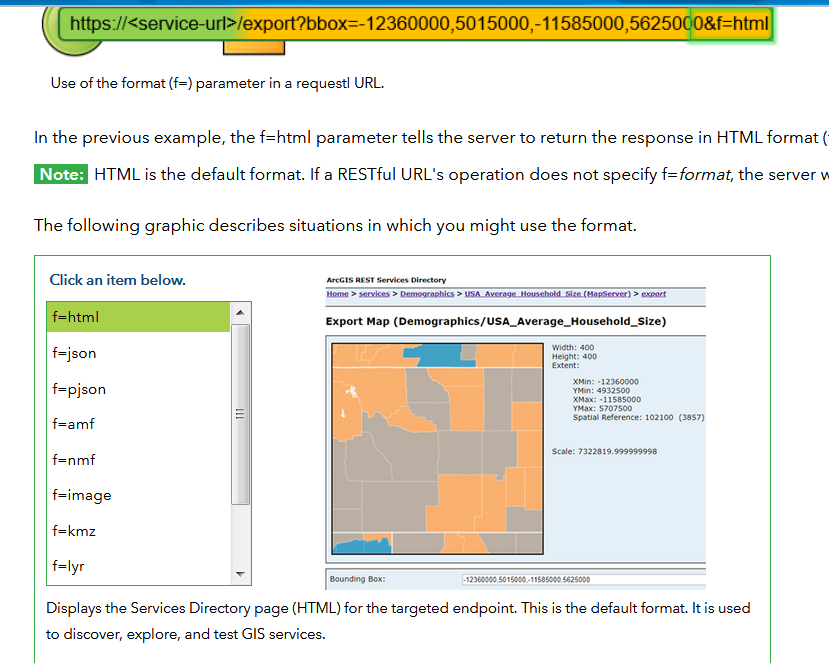 https://<service-url>/export?bbox=-12360000,5015000,-11585000,5625000&f=html
Use of the format (f=) parameter in a requestl URL.
In the previous example, the f=html parameter tells the server to return the response in HTML format (
Note: HTML is the default format. If a RESTful URL's operation does not specify f=format, the server w
The following graphic describes situations in which you might use the format.
Click an item below.
f=html
f=json
f=pjson
f=amf
f=nmf
f=image
f=kmz
f=lyr
ArcGIS REST Services Directory
Home > services > Demographics > USA_Average_Household_Size (MapServer) > export
Export Map (Demographics/USA_Average_Household_Size)
Width: 400
Height: 400
Extent:
XMin: -12360000
YMin: 4932500
XMax: -11585000
YMax: 5707500
Spatial Reference: 102100 (3857)
Scale: 7322819.999999998
Bounding Box: -12360000,5015000,-11585000,5625000
Displays the Services Directory page (HTML) for the targeted endpoint. This is the default format. It is used
to discover, explore, and test GIS services.